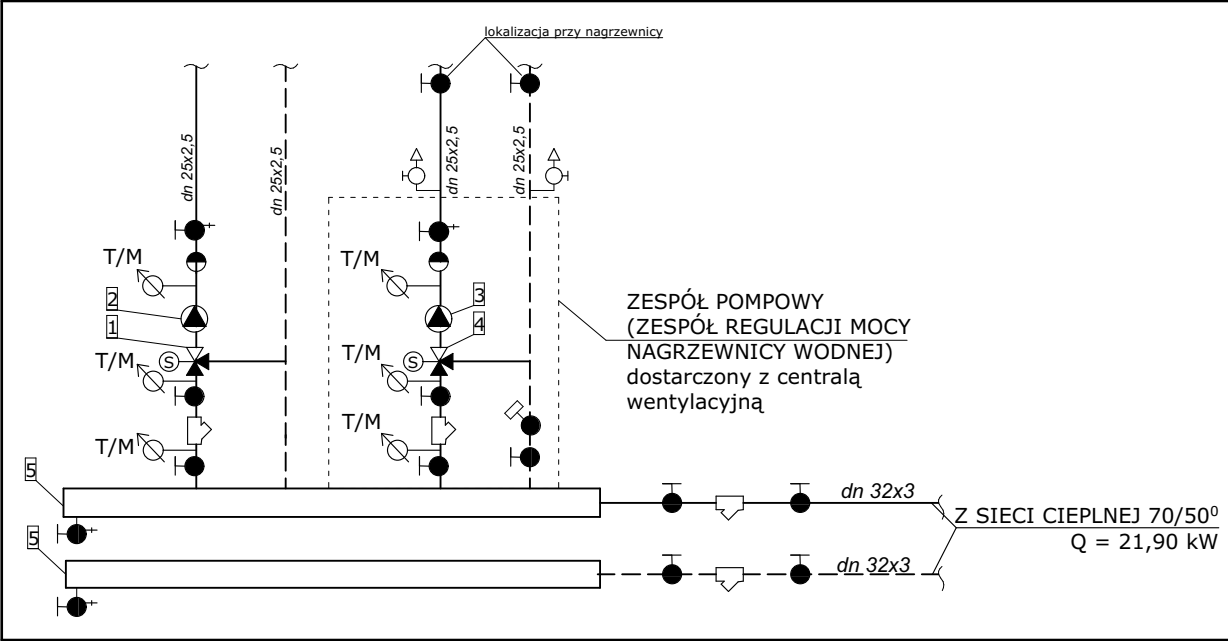 lokalizacja przy nagrzewnicy
dn 25x2,5
dn 25x2,5
dn 25x2,5
dn 25x2,5
T/M
T/M
2
3
1
4
ZESPÓŁ POMPOWY
(ZESPÓŁ REGULACJI MOCY
NAGRZEWNICY WODNEJ)
dostarczony z centralą
wentylacyjną
T/M
S
T/M
S
T/M
T/M
5
dn 32x3
Z SIECI CIEPLNEJ 70/50⁰
Q = 21,90 kW
5
dn 32x3